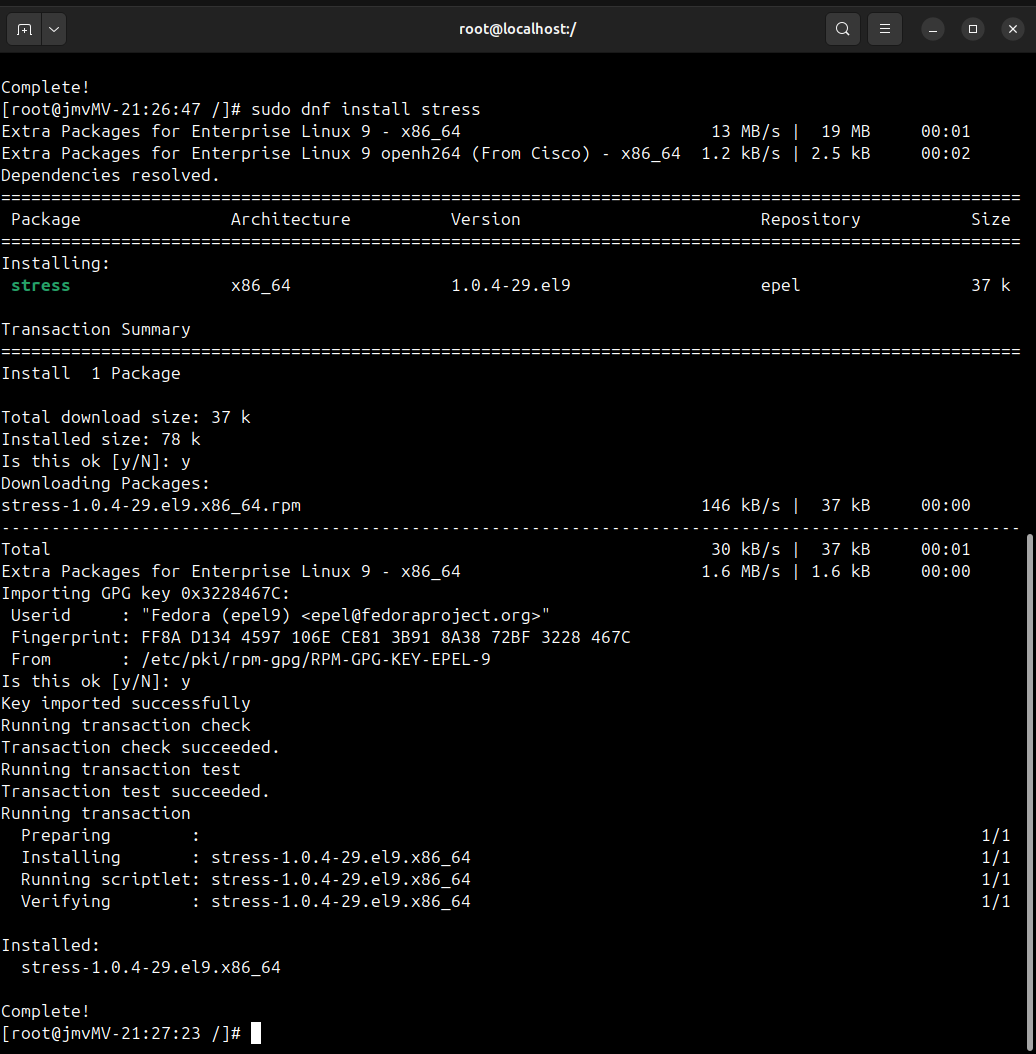 root@localhost:/
Complete!
[root@jmvMV-21:26:47 /]# sudo dnf install stress
Extra Packages for Enterprise Linux 9 - x86_64                         13 MB/s |  19 MB     00:01
Extra Packages for Enterprise Linux 9 openh264 (From Cisco) - x86_64  1.2 kB/s | 2.5 kB     00:02
Dependencies resolved.
======================================================================================================
 Package               Architecture          Version                        Repository           Size
======================================================================================================
Installing:
 stress                x86_64                1.0.4-29.el9                   epel                 37 k

Transaction Summary
======================================================================================================
Install  1 Package

Total download size: 37 k
Installed size: 78 k
Is this ok [y/N]: y
Downloading Packages:
stress-1.0.4-29.el9.x86_64.rpm                                        146 kB/s |  37 kB     00:00
------------------------------------------------------------------------------------------------------
Total                                                                  30 kB/s |  37 kB     00:01
Extra Packages for Enterprise Linux 9 - x86_64                        1.6 MB/s | 1.6 kB     00:00
Importing GPG key 0x3228467C:
 Userid     : "Fedora (epel9) <epel@fedoraproject.org>"
 Fingerprint: FF8A D134 4597 106E CE81 3B91 8A38 72BF 3228 467C
 From       : /etc/pki/rpm-gpg/RPM-GPG-KEY-EPEL-9
Is this ok [y/N]: y
Key imported successfully
Running transaction check
Transaction check succeeded.
Running transaction test
Transaction test succeeded.
Running transaction
  Preparing        :                                                                              1/1
  Installing       : stress-1.0.4-29.el9.x86_64                                                   1/1
  Running scriptlet: stress-1.0.4-29.el9.x86_64                                                   1/1
  Verifying        : stress-1.0.4-29.el9.x86_64                                                   1/1

Installed:
  stress-1.0.4-29.el9.x86_64

Complete!
[root@jmvMV-21:27:23 /]#